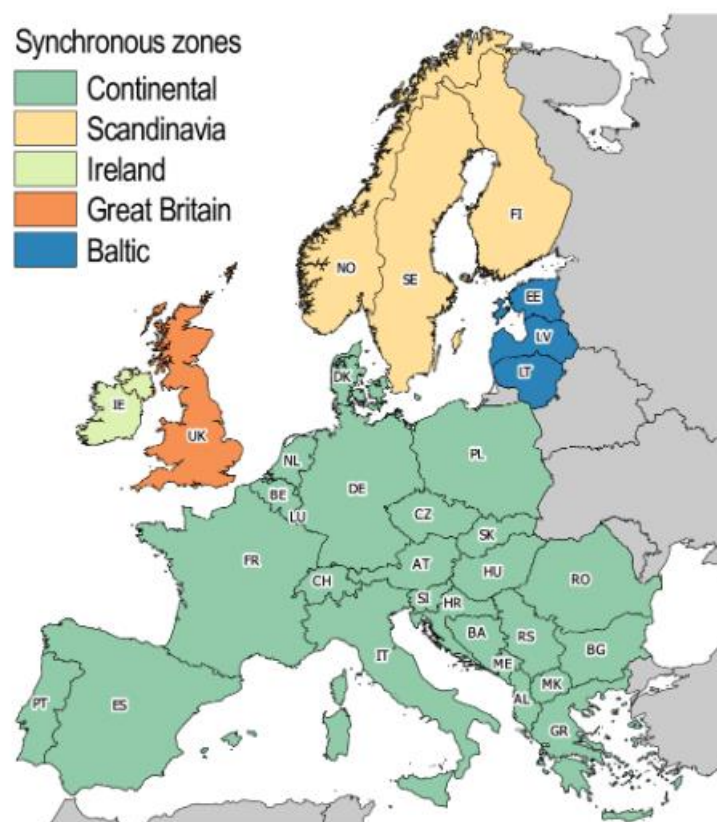 Synchronous zones
Continental
Scandinavia
Ireland
Great Britain
Baltic
FI
NO
SE
EE
LV
LT
DK
IE
UK
NL
PL
BE
DE
LU
CZ
SK
FR
AT
HU
CH
RO
SI
HR
BA
RS
IT
BG
ME
MK
PT
ES
AL
GR